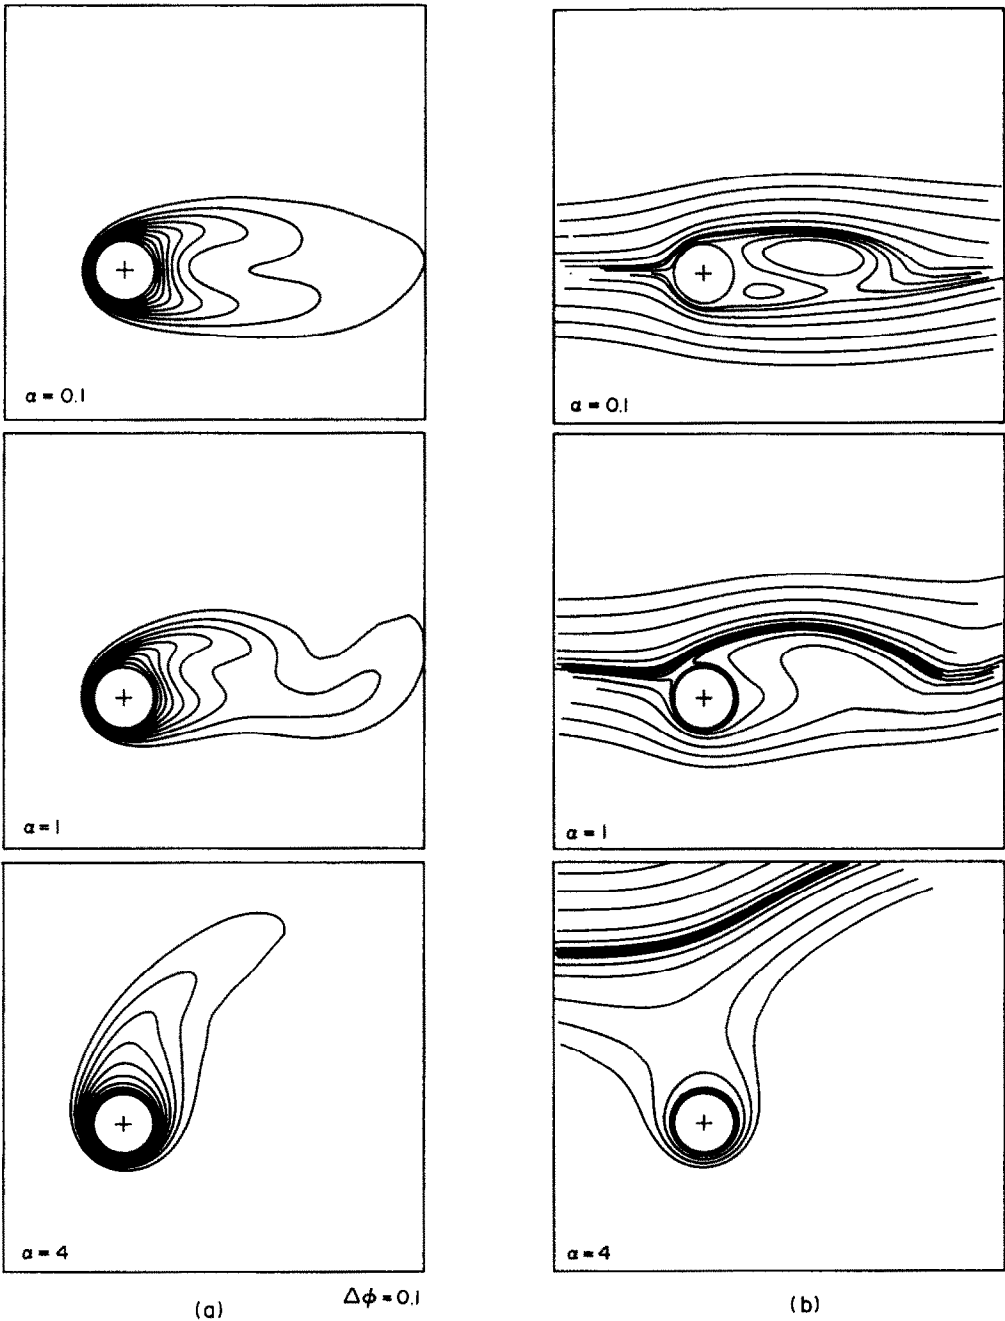 α = 0.1
α = 0.1
α = 1
α = 1
α = 4
α = 4
Δϕ = 0.1
(a)
(b)